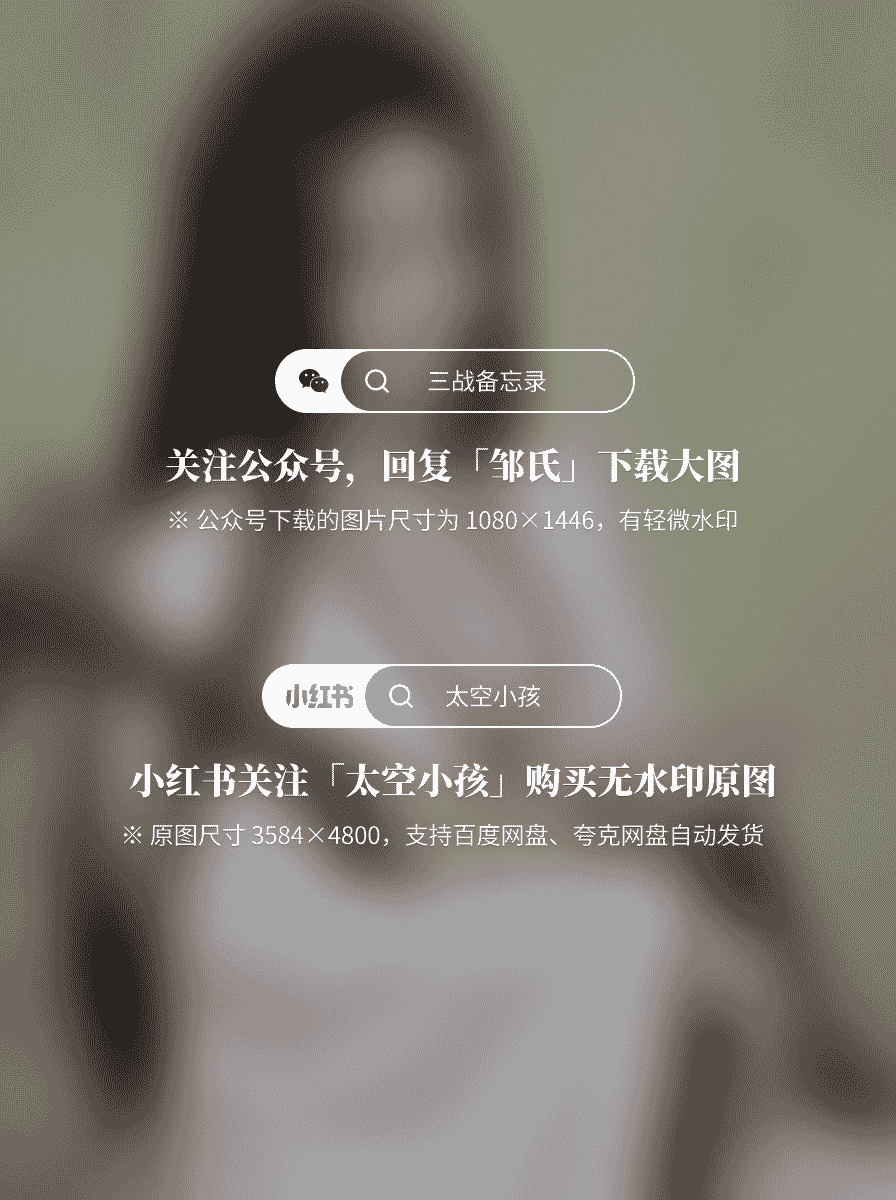 三战备忘录
关注公众号，回复「邹氏」下载大图
※ 公众号下载的图片尺寸为 1080×1446，有轻微水印
小红书 太空小孩
小红书关注「太空小孩」购买无水印原图
※ 原图尺寸 3584×4800，支持百度网盘、夸克网盘自动发货